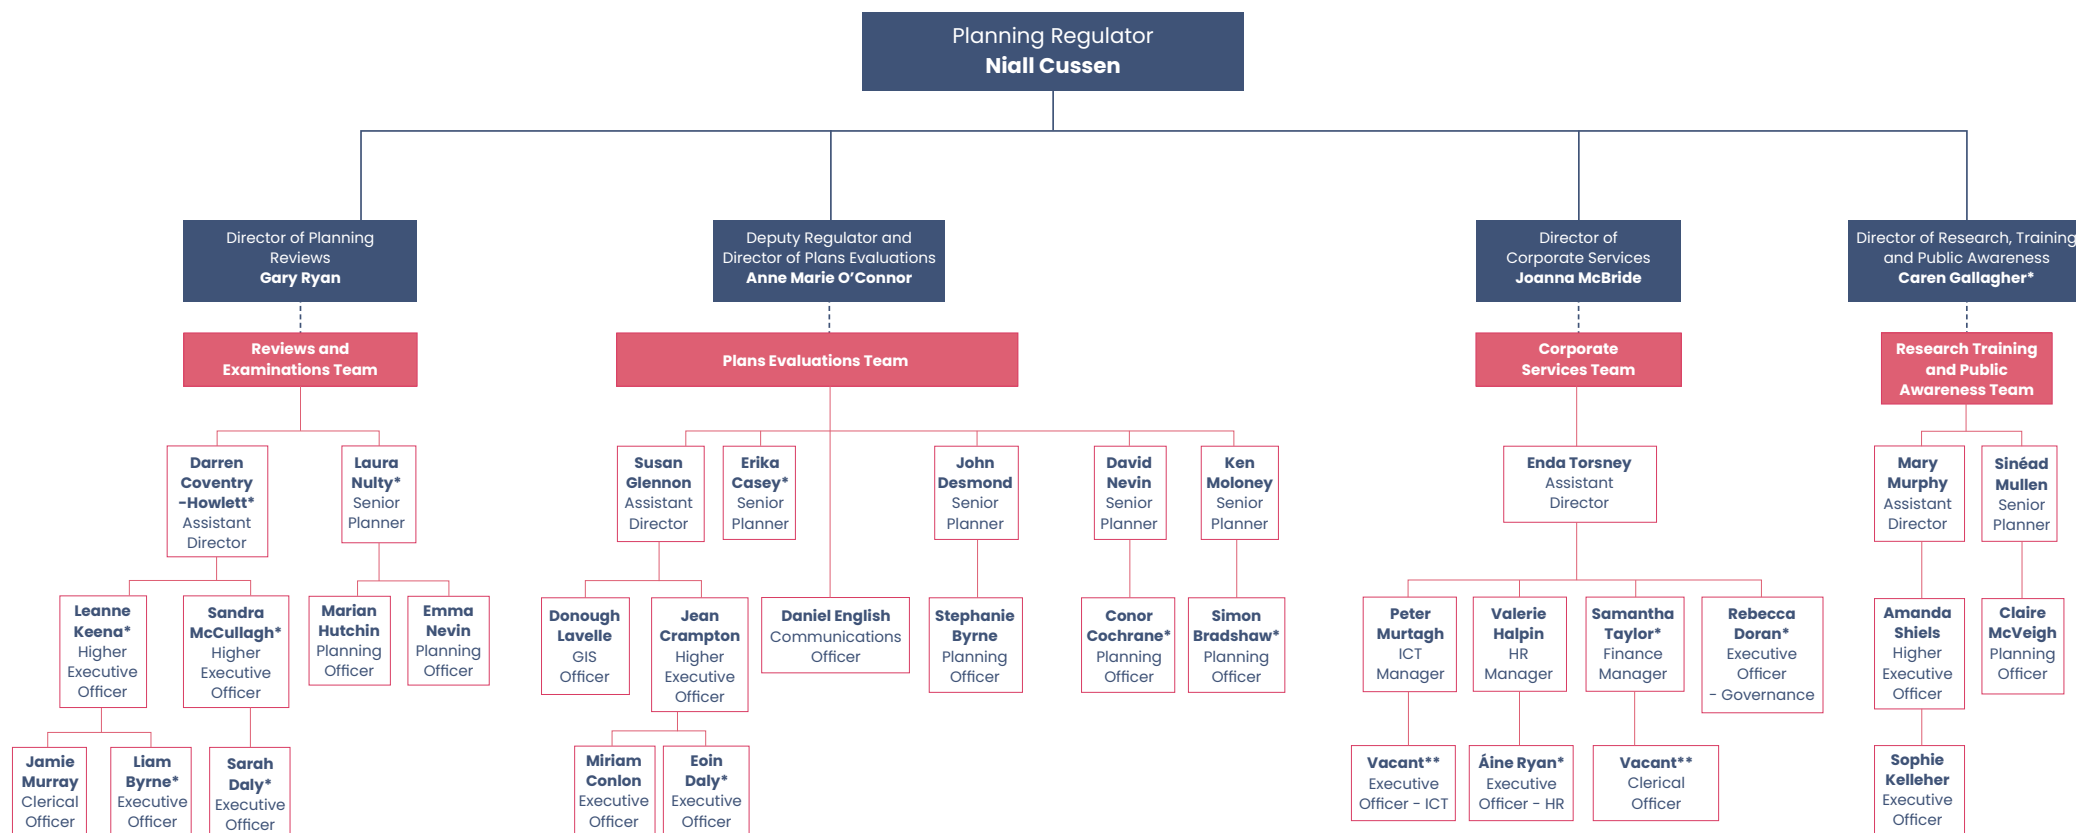 Planning Regulator
Niall Cussen
Director of Planning
Reviews
Gary Ryan
Deputy Regulator and
Director of Plans Evaluations
Anne Marie O’Connor
Director of
Corporate Services
Joanna McBride
Director of Research, Training
and Public Awareness
Caren Gallagher*
Reviews and
Examinations Team
Plans Evaluations Team
Corporate
Services Team
Research Training
and Public
Awareness Team
Darren
Coventry
-Howlett*
Assistant
Director
Laura
Nulty*
Senior
Planner
Susan
Glennon
Assistant
Director
Erika
Casey*
Senior
Planner
John
Desmond
Senior
Planner
David
Nevin
Senior
Planner
Ken
Moloney
Senior
Planner
Enda Torsney
Assistant
Director
Mary
Murphy
Assistant
Director
Sinéad
Mullen
Senior
Planner
Leanne
Keena*
Higher
Executive
Officer
Sandra
McCullagh*
Higher
Executive
Officer
Marian
Hutchin
Planning
Officer
Emma
Nevin
Planning
Officer
Donough
Lavelle
GIS
Officer
Jean
Crampton
Higher
Executive
Officer
Daniel English
Communications
Officer
Stephanie
Byrne
Planning
Officer
Conor
Cochrane*
Planning
Officer
Simon
Bradshaw*
Planning
Officer
Peter
Murtagh
ICT
Manager
Valerie
Halpin
HR
Manager
Samantha
Taylor*
Finance
Manager
Rebecca
Doran*
Executive
Officer
- Governance
Amanda
Shiels
Higher
Executive
Officer
Claire
McVeigh
Planning
Officer
Jamie
Murray
Clerical
Officer
Liam
Byrne*
Executive
Officer
Sarah
Daly*
Executive
Officer
Miriam
Conlon
Executive
Officer
Eoin
Daly*
Executive
Officer
Vacant**
Executive
Officer - ICT
Áine Ryan*
Executive
Officer - HR
Vacant**
Clerical
Officer
Sophie
Kelleher
Executive
Officer